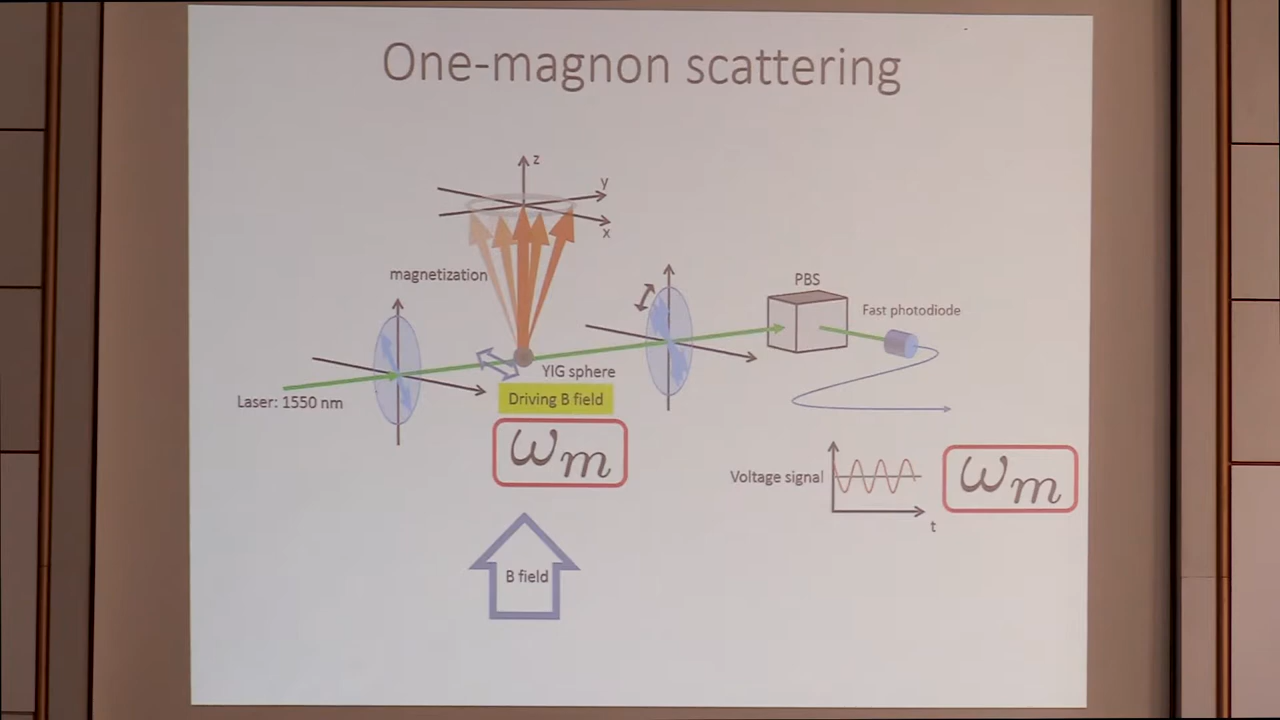 One-magnon scattering
z
y
x
magnetization
PBS
Fast photodiode
YIG sphere
Laser: 1550 nm
Driving B field
ωm
Voltage signal
t
ωm
B field